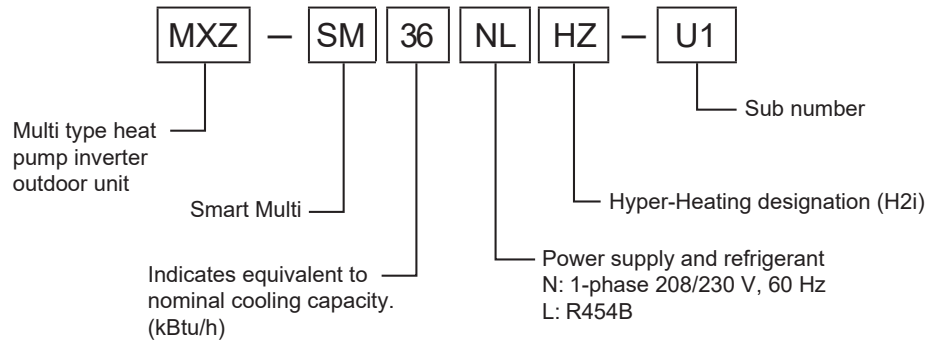 MXZ – SM 36 NL HZ – U1
Sub number
Multi type heat
pump inverter
outdoor unit
Smart Multi
Hyper-Heating designation (H2i)
Indicates equivalent to
nominal cooling capacity.
(kBtu/h)
Power supply and refrigerant
N: 1-phase 208/230 V, 60 Hz
L: R454B